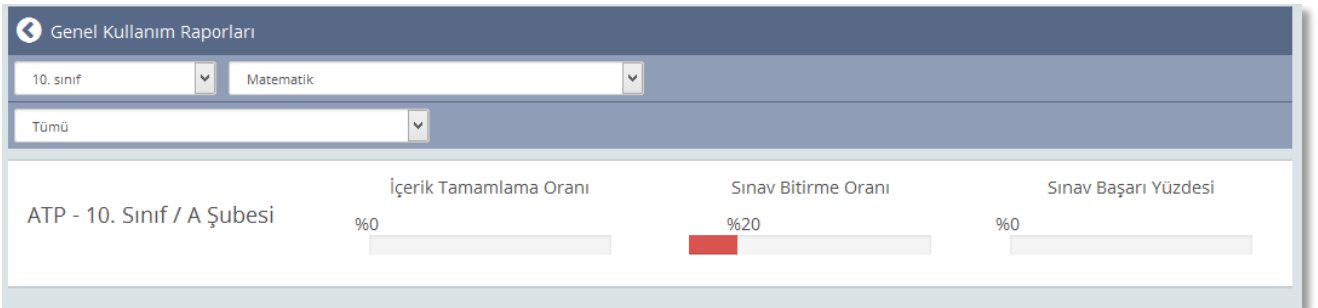 Genel Kullanım Raporları
10. sınıf Matematik
Tümü
İçerik Tamamlama Oranı Sınav Bitirme Oranı Sınav Başarı Yüzdesi
ATP - 10. Sınıf / A Şubesi
%0 %20 %0